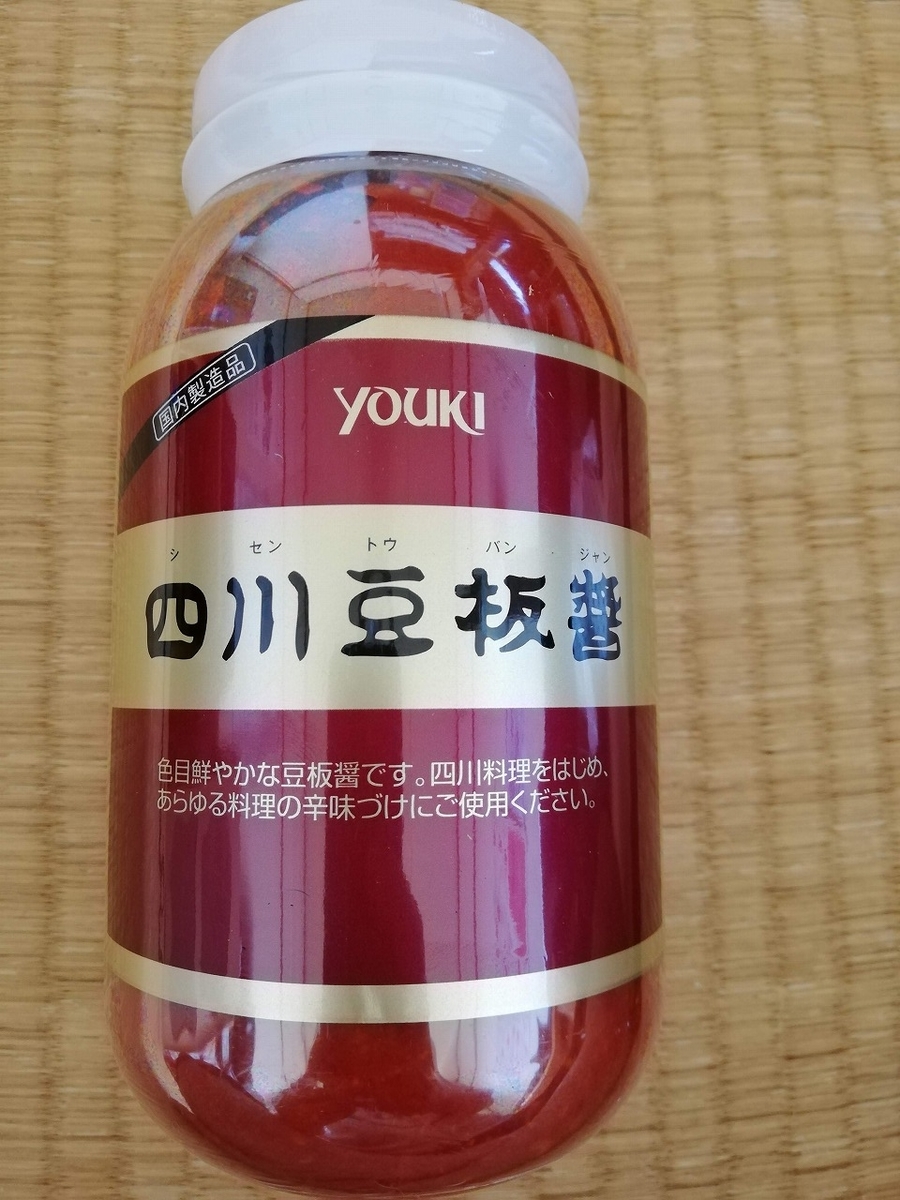 国内製造品
YOUKI
シ セン トウ バン ジャン
四川豆板醤
色目鮮やかな豆板醤です。四川料理をはじめ、
あらゆる料理の辛味づけにご使用ください。